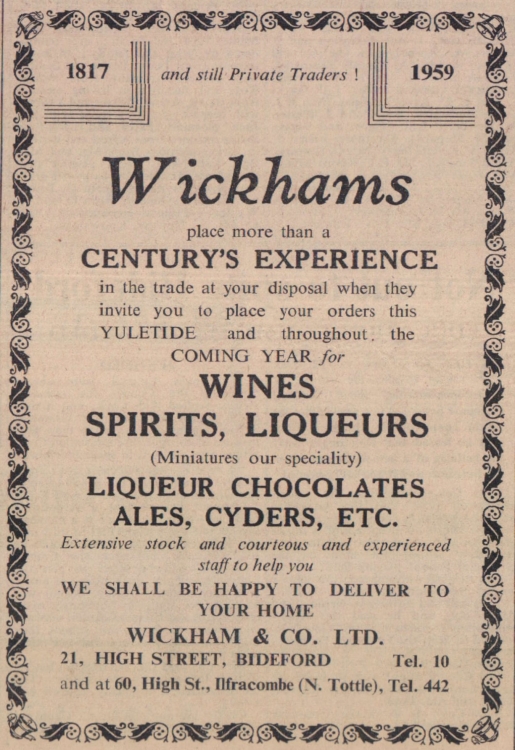 1817 and still Private Traders ! 1959
Wickhams
place more than a
CENTURY'S EXPERIENCE
in the trade at your disposal when they
invite you to place your orders this
YULETIDE and throughout the
COMING YEAR for
WINES
SPIRITS, LIQUEURS
(Miniatures our speciality)
LIQUEUR CHOCOLATES
ALES, CYDERS, ETC.
Extensive stock and courteous and experienced
staff to help you
WE SHALL BE HAPPY TO DELIVER TO
YOUR HOME
WICKHAM & CO. LTD.
21, HIGH STREET, BIDEFORD Tel. 10
and at 60, High St., Ilfracombe (N. Tottle), Tel. 442